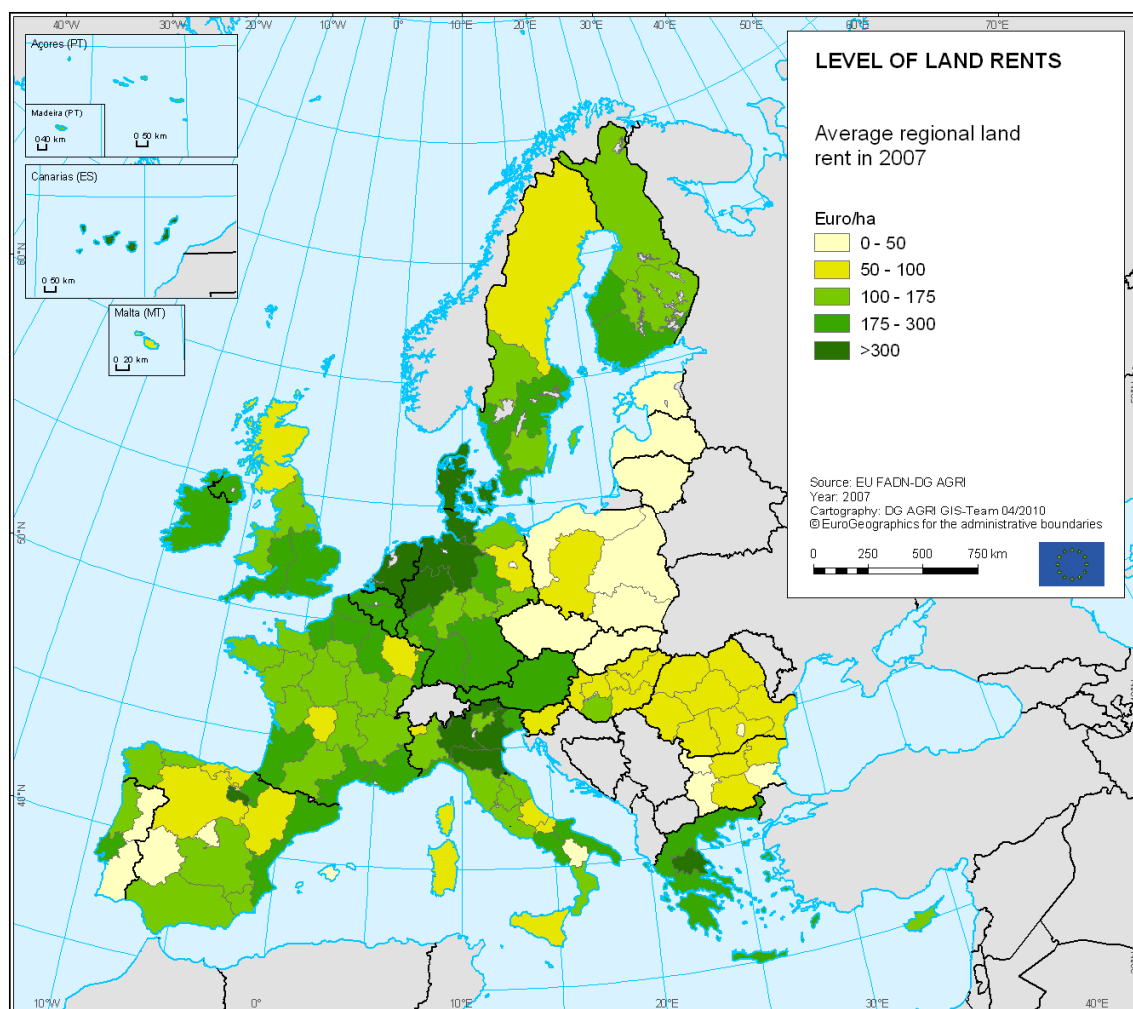 40°W
30°W
20°W
10°W
0°
10°E
20°E
30°E
40°E
50°E
60°E
70°E
Açores (PT)
Madeira (PT)
0 40 km
0 50 km
Canarias (ES)
0 50 km
Malta (MT)
0 20 km
60°N
50°N
40°N
LEVEL OF LAND RENTS
Average regional land
rent in 2007
Euro/ha
0 - 50
50 - 100
100 - 175
175 - 300
>300
Source: EU FADN-DG AGRI
Year: 2007
Cartography: DG AGRI GIS-Team 04/2010
© EuroGeographics for the administrative boundaries
0 250 500 750 km
10°W
0°
10°E
20°E
30°E
40°E